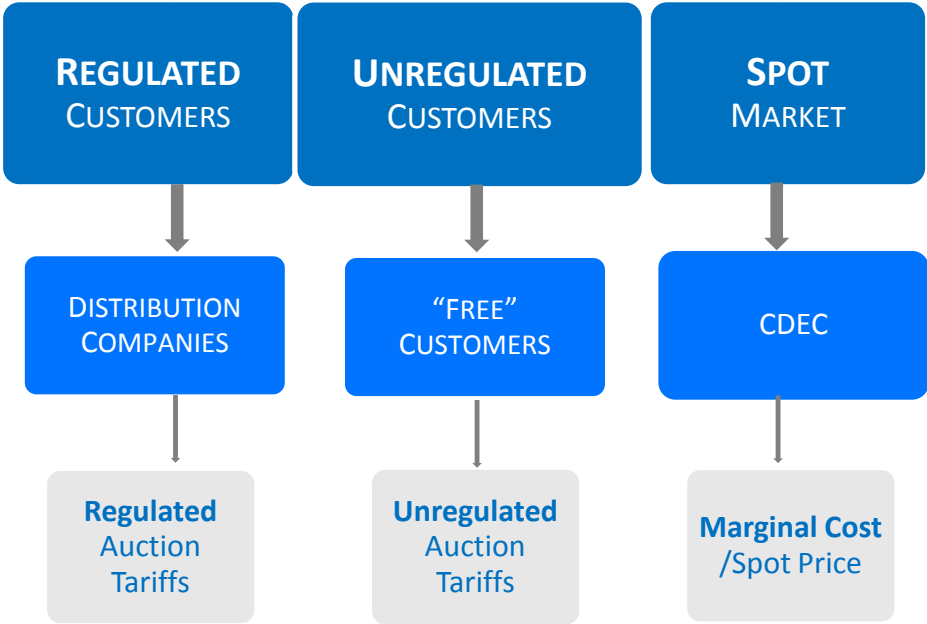 REGULATED
CUSTOMERS
UNREGULATED
CUSTOMERS
SPOT
MARKET
DISTRIBUTION
COMPANIES
“FREE”
CUSTOMERS
CDEC
Regulated
Auction
Tariffs
Unregulated
Auction
Tariffs
Marginal Cost
/Spot Price